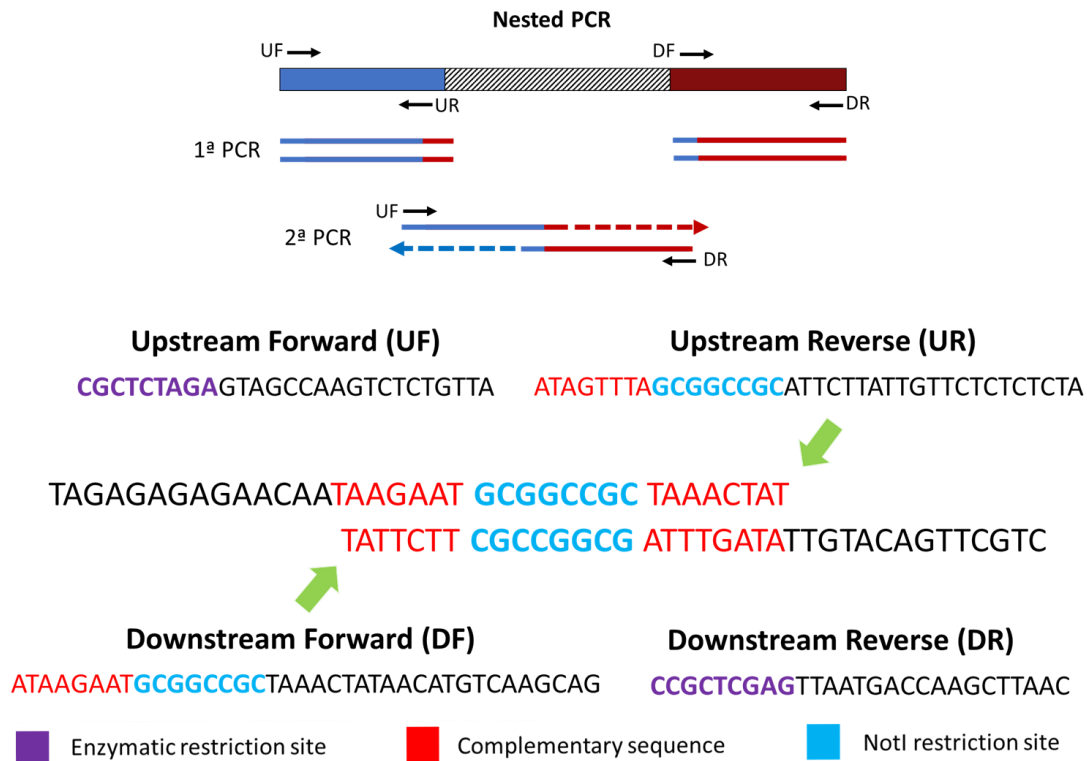 Nested PCR
UF
DF
UR
DR
1ª PCR
UF
2ª PCR
DR
Upstream Forward (UF)
CGCTCTAGAGTAGCCAAGTCTCTGTTA
Upstream Reverse (UR)
ATAGTTTAGCGGCCGCATTCTTATTGTTCTCTCTCTA
TAGAGAGAGAACAATAAGAAT GCGGCCGC TAAACTAT
TATTCTT CGCCGGCG ATTTGATATTGTACAGTTCGTC
Downstream Forward (DF)
ATAAGAATGCGGCCGCTAAACTATAACATGTCAAGCAG
Downstream Reverse (DR)
CCGCTCGAGTTAATGACCAAGCTTAAC
Enzymatic restriction site
Complementary sequence
NotI restriction site